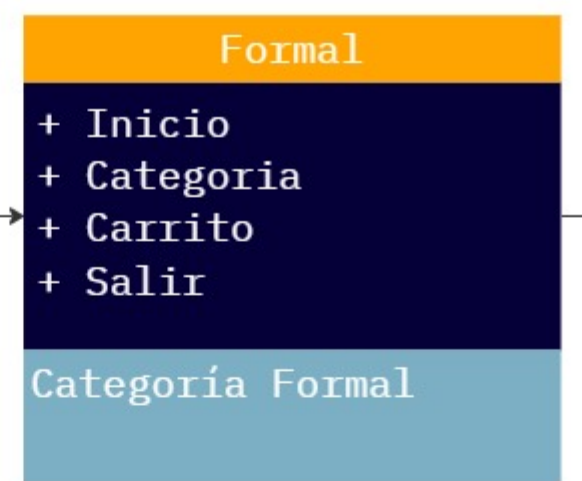 Formal
+ Inicio
+ Categoria
+ Carrito
+ Salir
Categoría Formal